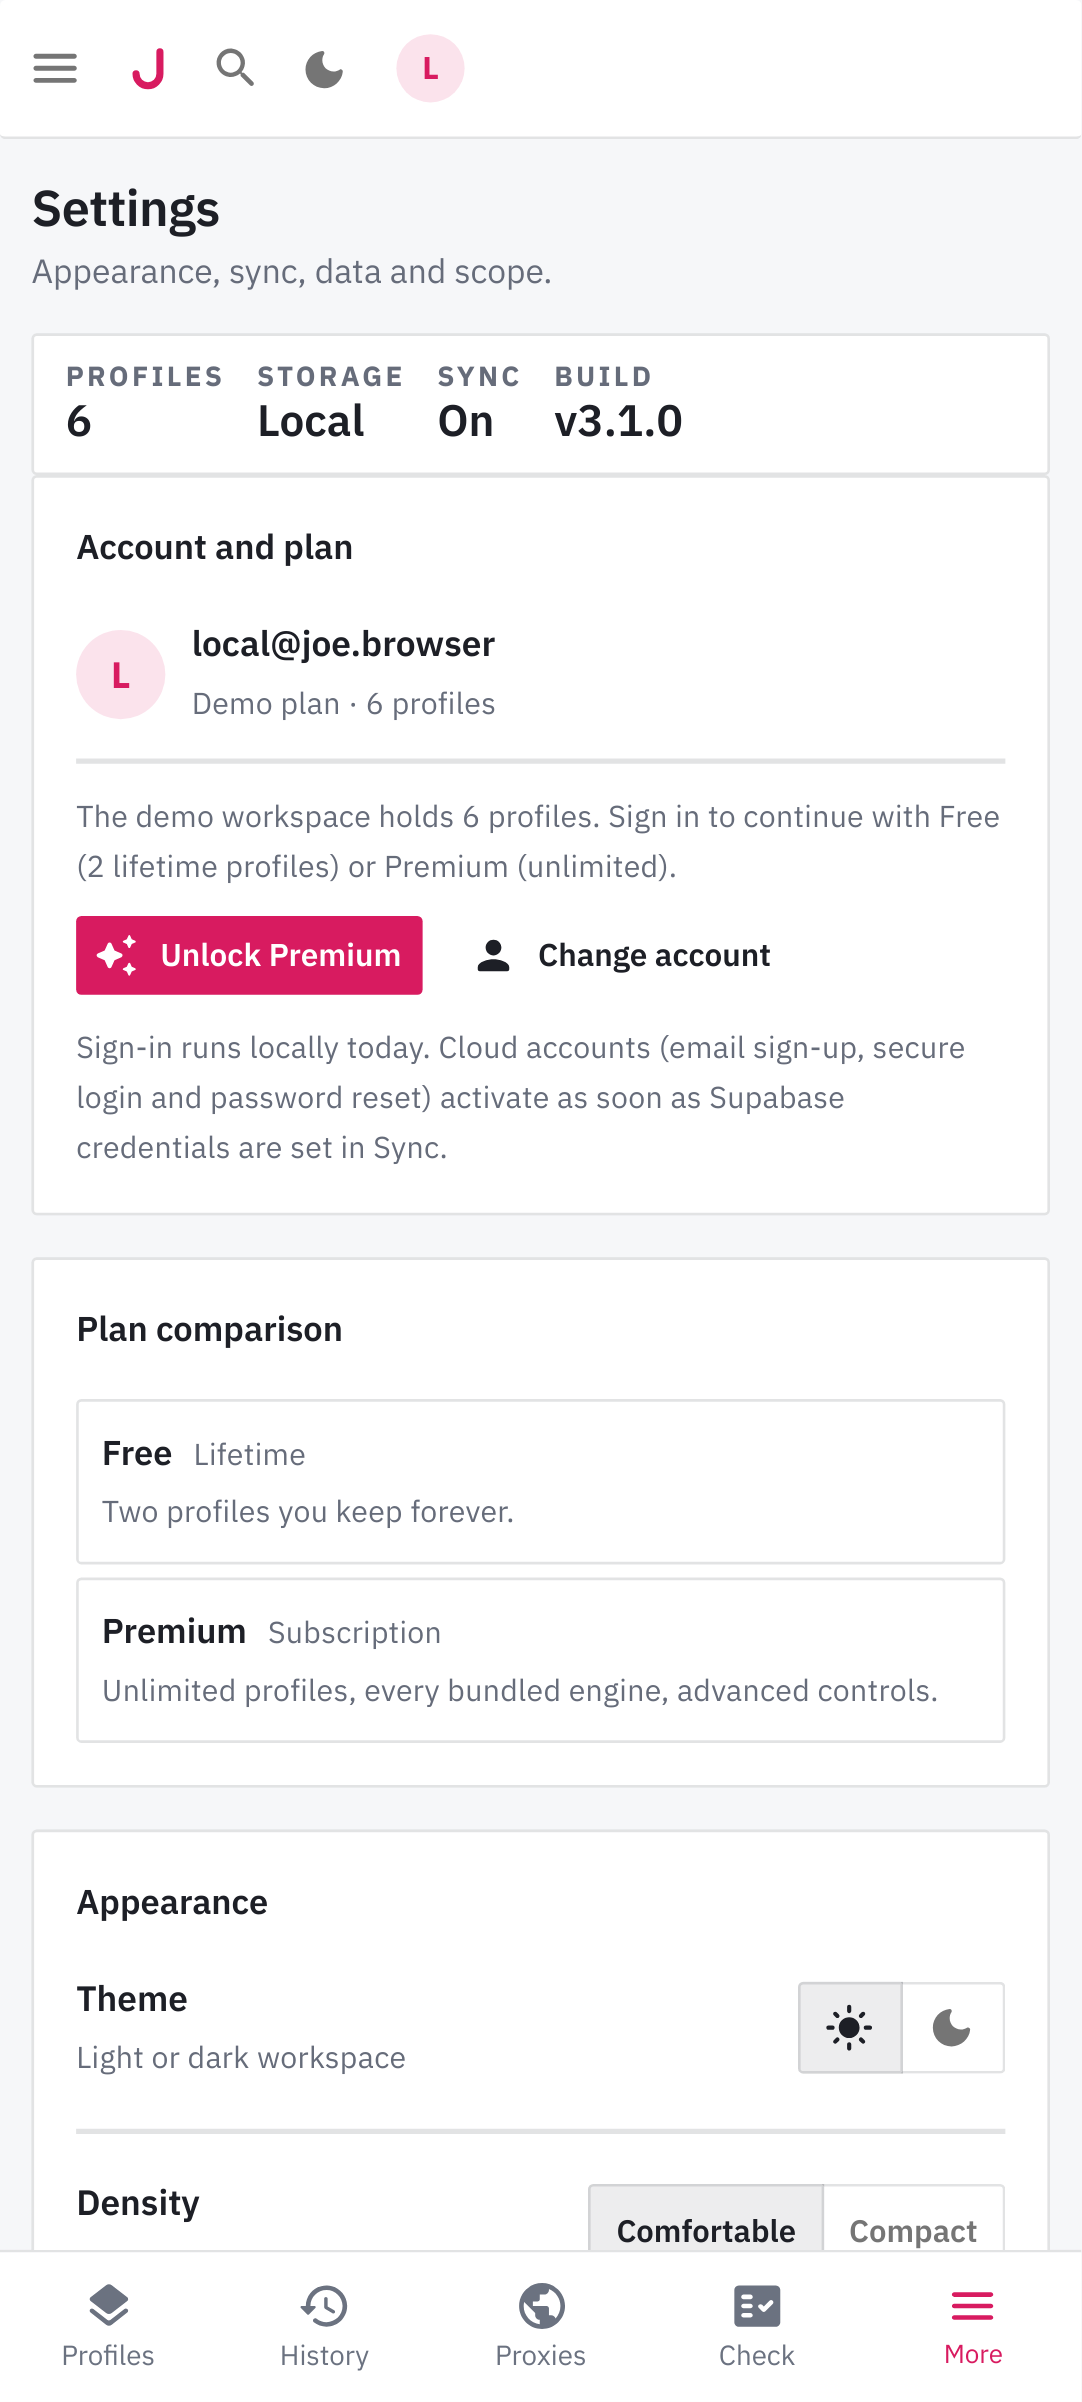 L
Settings
Appearance, sync, data and scope.
PROFILES STORAGE SYNC BUILD
6 Local On v3.1.0
Account and plan
L
local@joe.browser
Demo plan · 6 profiles
The demo workspace holds 6 profiles. Sign in to continue with Free
(2 lifetime profiles) or Premium (unlimited).
Unlock Premium Change account
Sign-in runs locally today. Cloud accounts (email sign-up, secure
login and password reset) activate as soon as Supabase
credentials are set in Sync.
Plan comparison
Free Lifetime
Two profiles you keep forever.
Premium Subscription
Unlimited profiles, every bundled engine, advanced controls.
Appearance
Theme
Light or dark workspace
Density
Comfortable Compact
Profiles History Proxies Check More